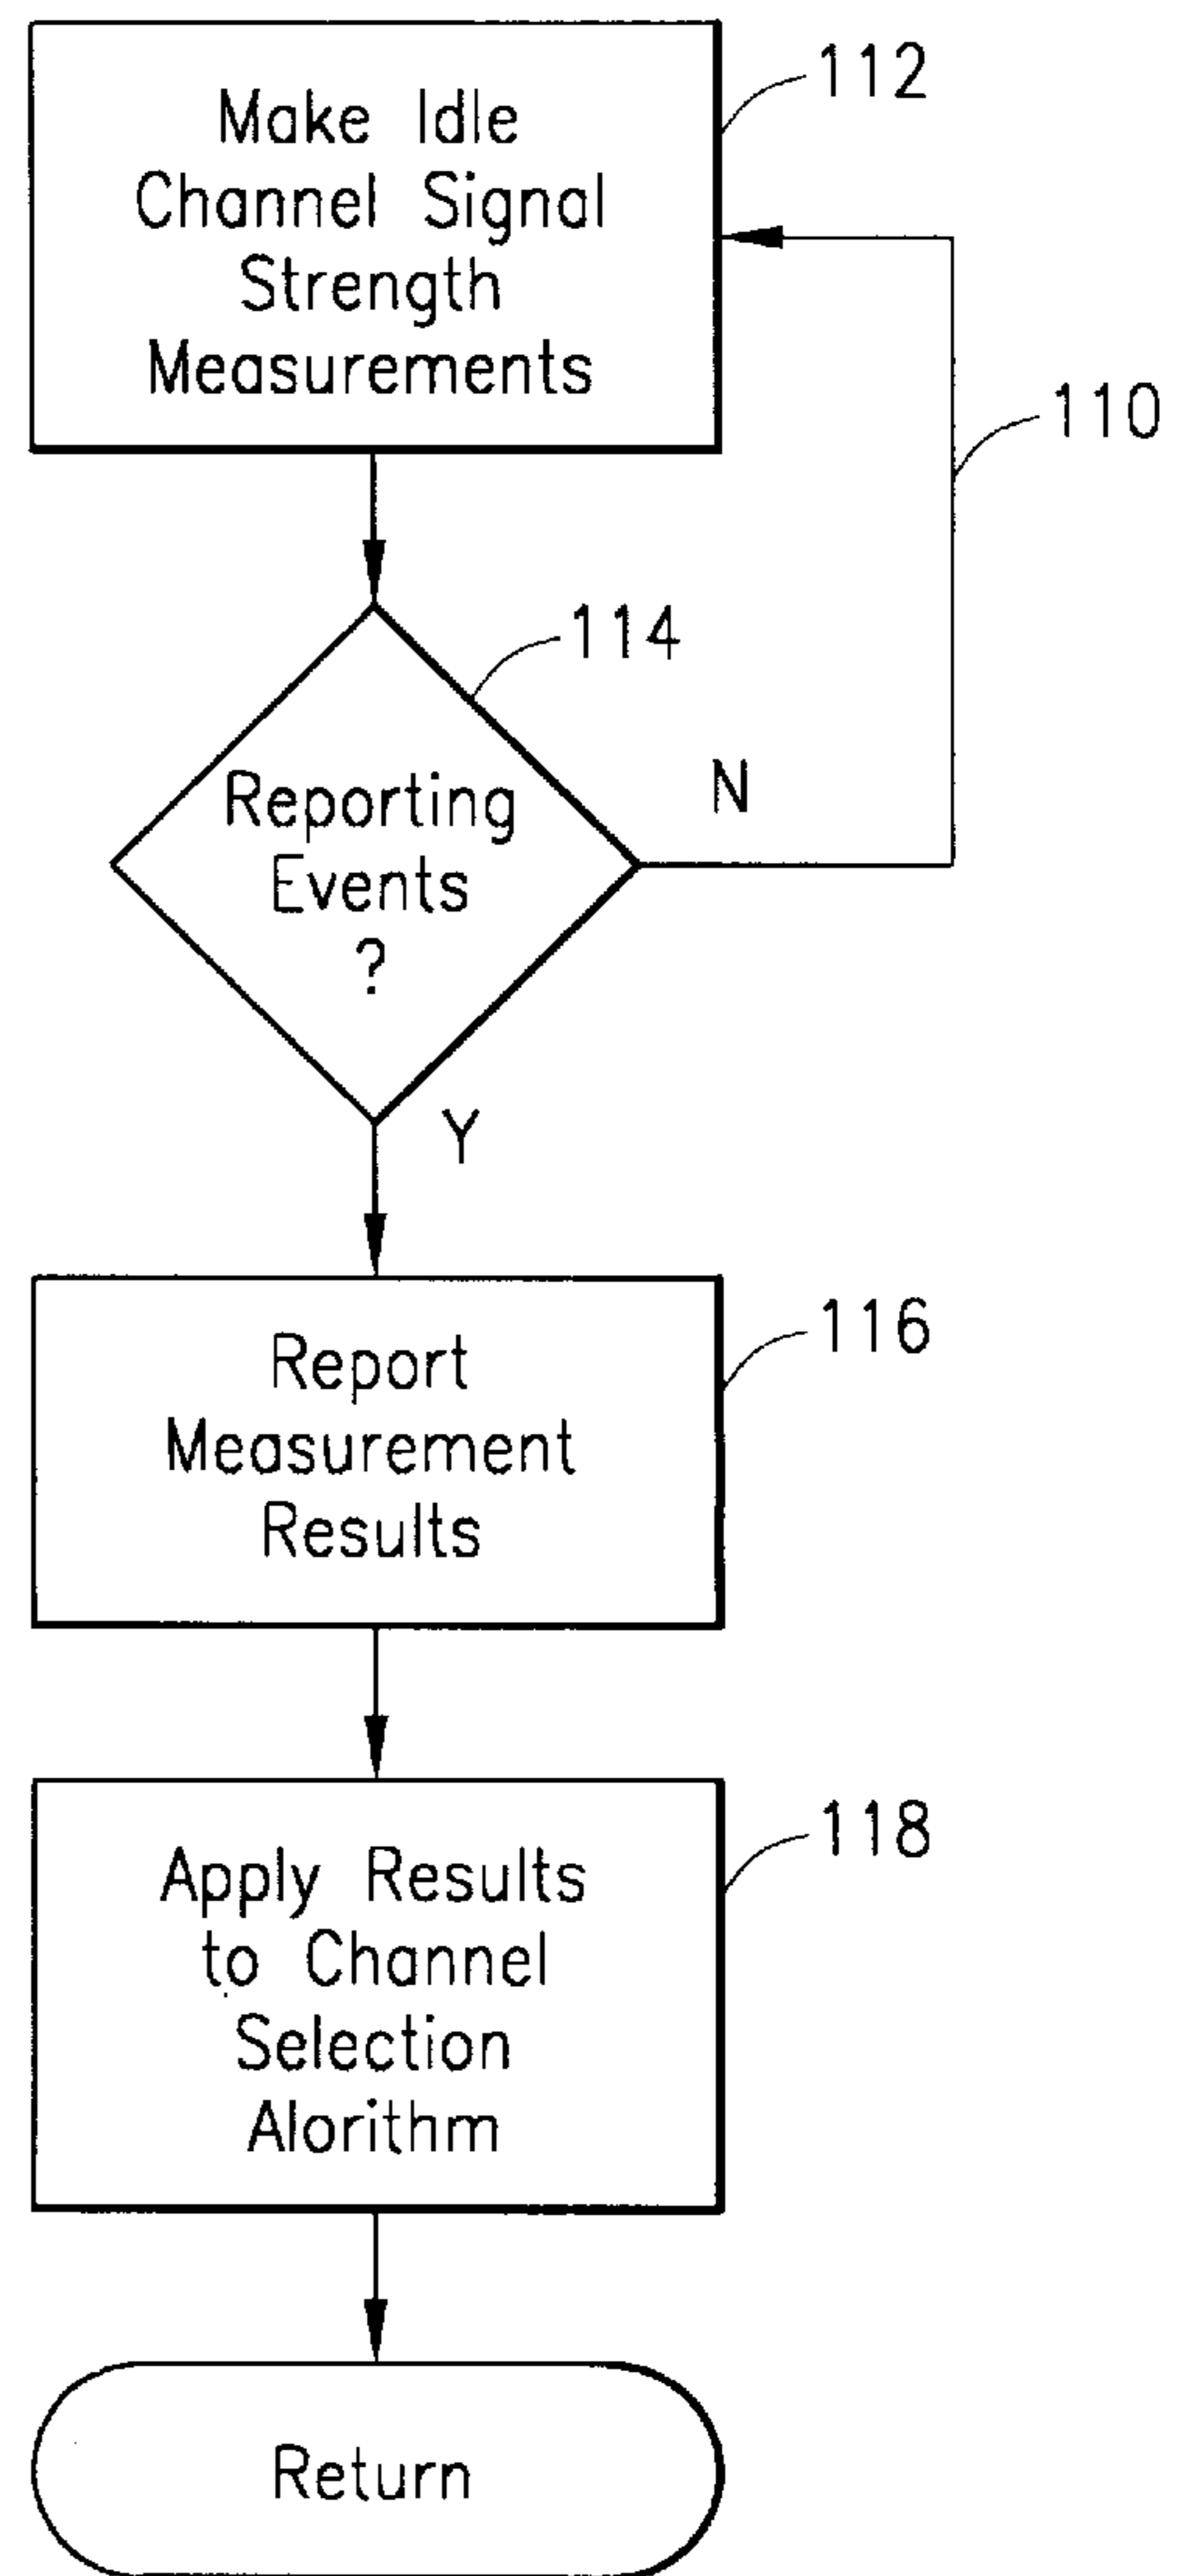 Make Idle
Channel Signal
Strength
Measurements
112
110
114
Reporting
Events
?
N
Y
Report
Measurement
Results
116
Apply Results
to Channel
Selection
Alorithm
118
Return